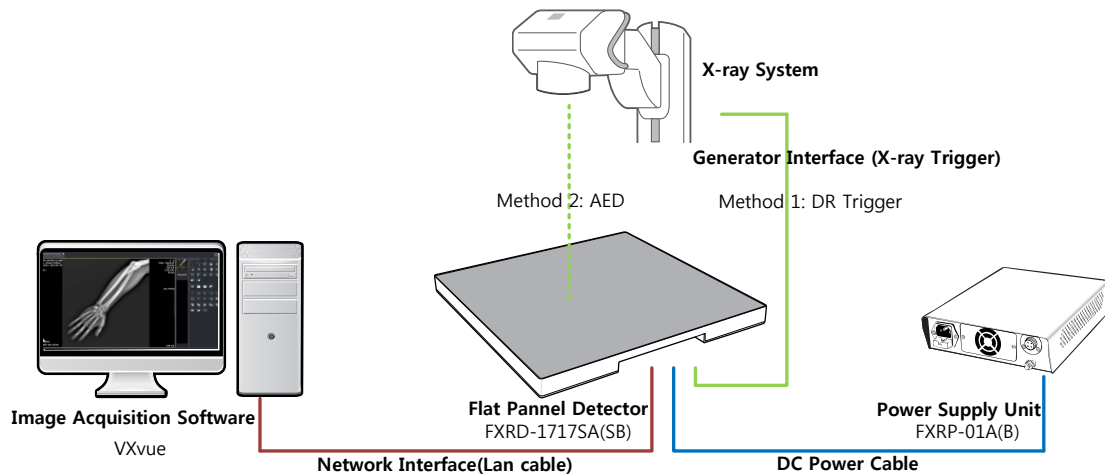 X-ray System
Generator Interface (X-ray Trigger)
Method 2: AED
Method 1: DR Trigger
Image Acquisition Software
VXvue
Flat Pannel Detector
FXRD-1717SA(SB)
Power Supply Unit
FXRP-01A(B)
Network Interface(Lan cable)
DC Power Cable